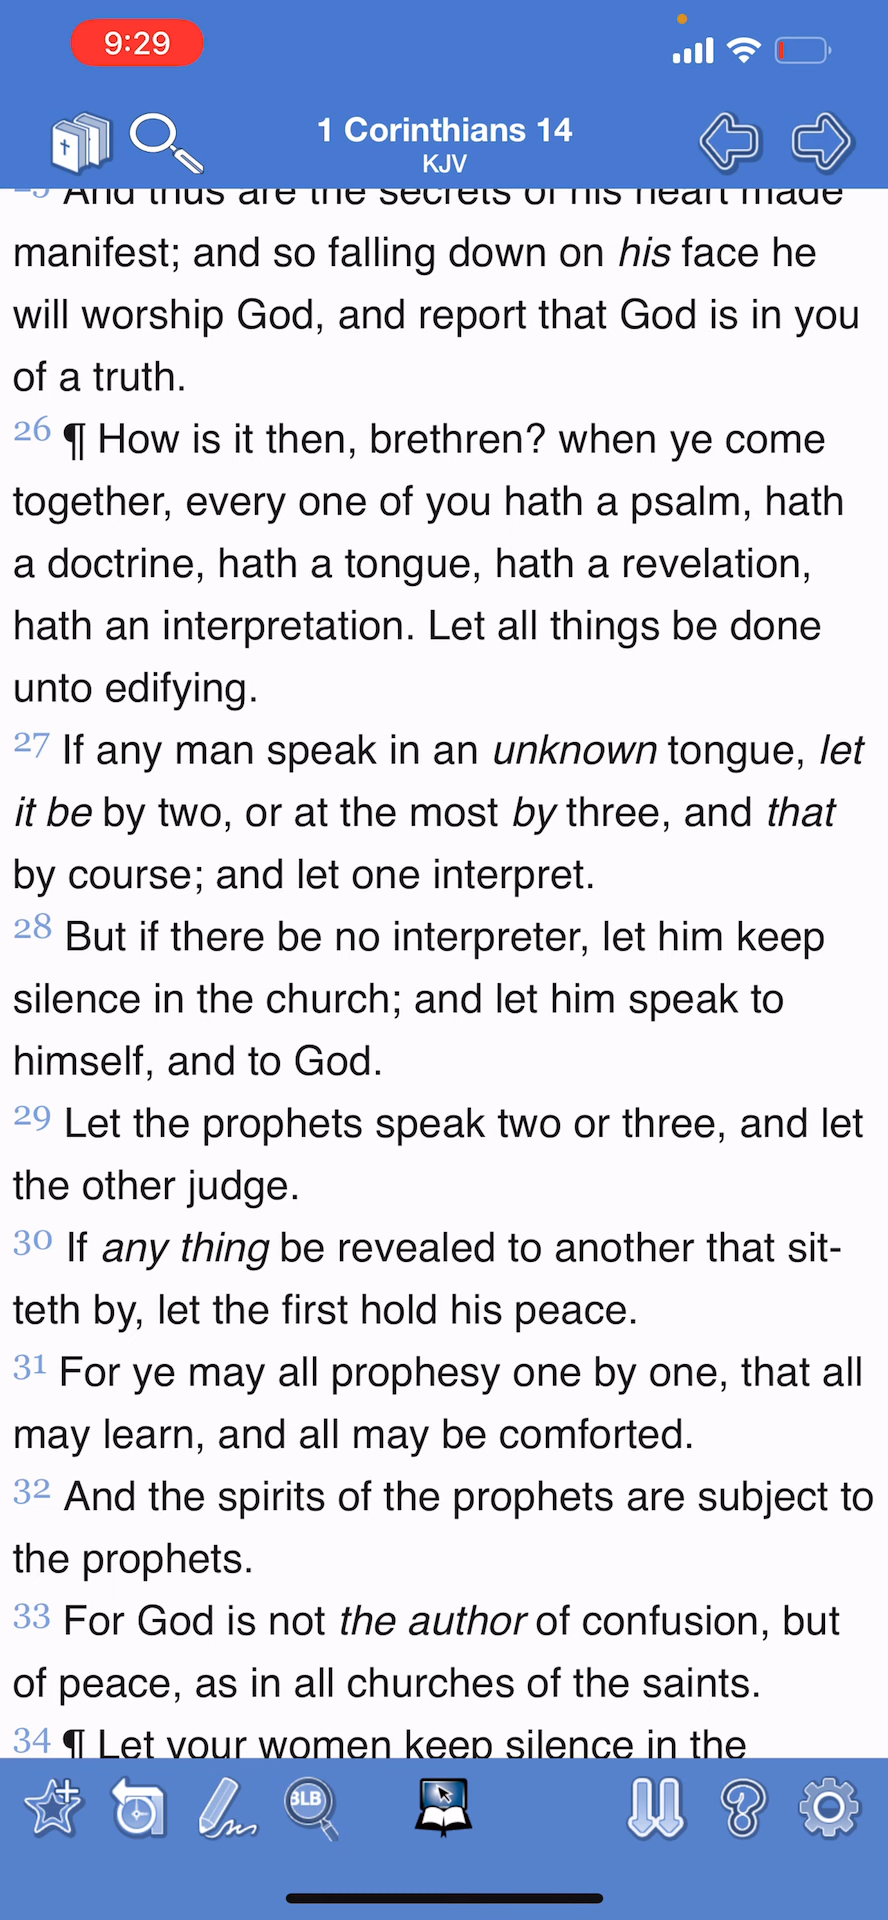 9:29
1 Corinthians 14
KJV
25 And thus are the secrets of his heart made
manifest; and so falling down on his face he
will worship God, and report that God is in you
of a truth.
26 ¶ How is it then, brethren? when ye come
together, every one of you hath a psalm, hath
a doctrine, hath a tongue, hath a revelation,
hath an interpretation. Let all things be done
unto edifying.
27 If any man speak in an unknown tongue, let
it be by two, or at the most by three, and that
by course; and let one interpret.
28 But if there be no interpreter, let him keep
silence in the church; and let him speak to
himself, and to God.
29 Let the prophets speak two or three, and let
the other judge.
30 If any thing be revealed to another that sit-
teth by, let the first hold his peace.
31 For ye may all prophesy one by one, that all
may learn, and all may be comforted.
32 And the spirits of the prophets are subject to
the prophets.
33 For God is not the author of confusion, but
of peace, as in all churches of the saints.
34 ¶ Let your women keep silence in the
BLB